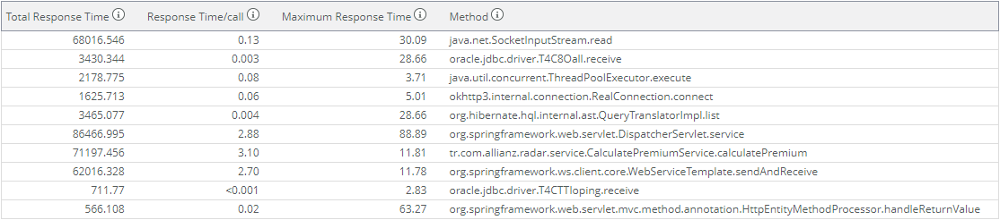 Total Response Time Response Time/call Maximum Response Time Method
68016.546 0.13 30.09 java.net.SocketInputStream.read
3430.344 0.003 28.66 oracle.jdbc.driver.T4C8Oall.receive
2178.775 0.08 3.71 java.util.concurrent.ThreadPoolExecutor.execute
1625.713 0.06 5.01 okhttp3.internal.connection.RealConnection.connect
3465.077 0.004 28.66 org.hibernate.hql.internal.ast.QueryTranslatorImpl.list
86466.995 2.88 88.89 org.springframework.web.servlet.DispatcherServlet.service
71197.456 3.10 11.81 tr.com.allianz.radar.service.CalculatePremiumService.calculatePremium
62016.328 2.70 11.78 org.springframework.ws.client.core.WebServiceTemplate.sendAndReceive
711.77 <0.001 2.83 oracle.jdbc.driver.T4CTTIoping.receive
566.108 0.02 63.27 org.springframework.web.servlet.mvc.method.annotation.HttpEntityMethodProcessor.handleReturnValue